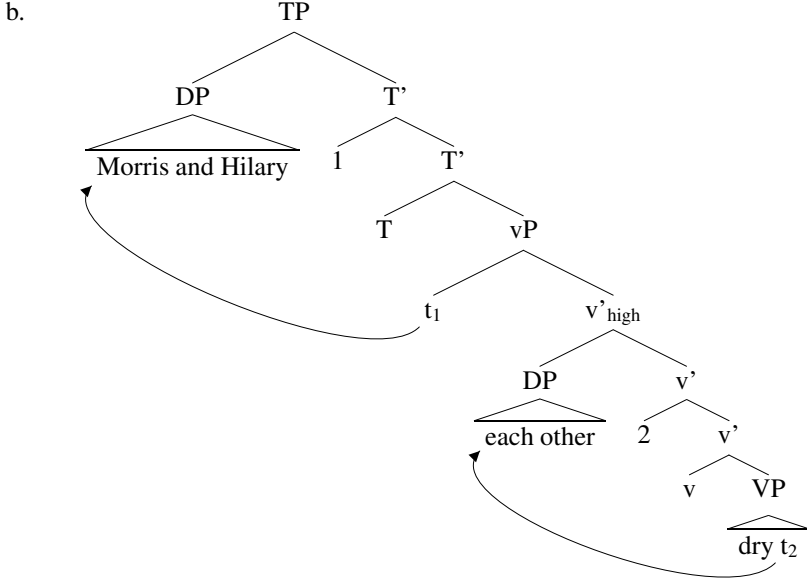 b.
TP
DP T’
Morris and Hilary 1 T’
T vP
t1 v’high
DP v’
each other 2 v’
v VP
dry t2